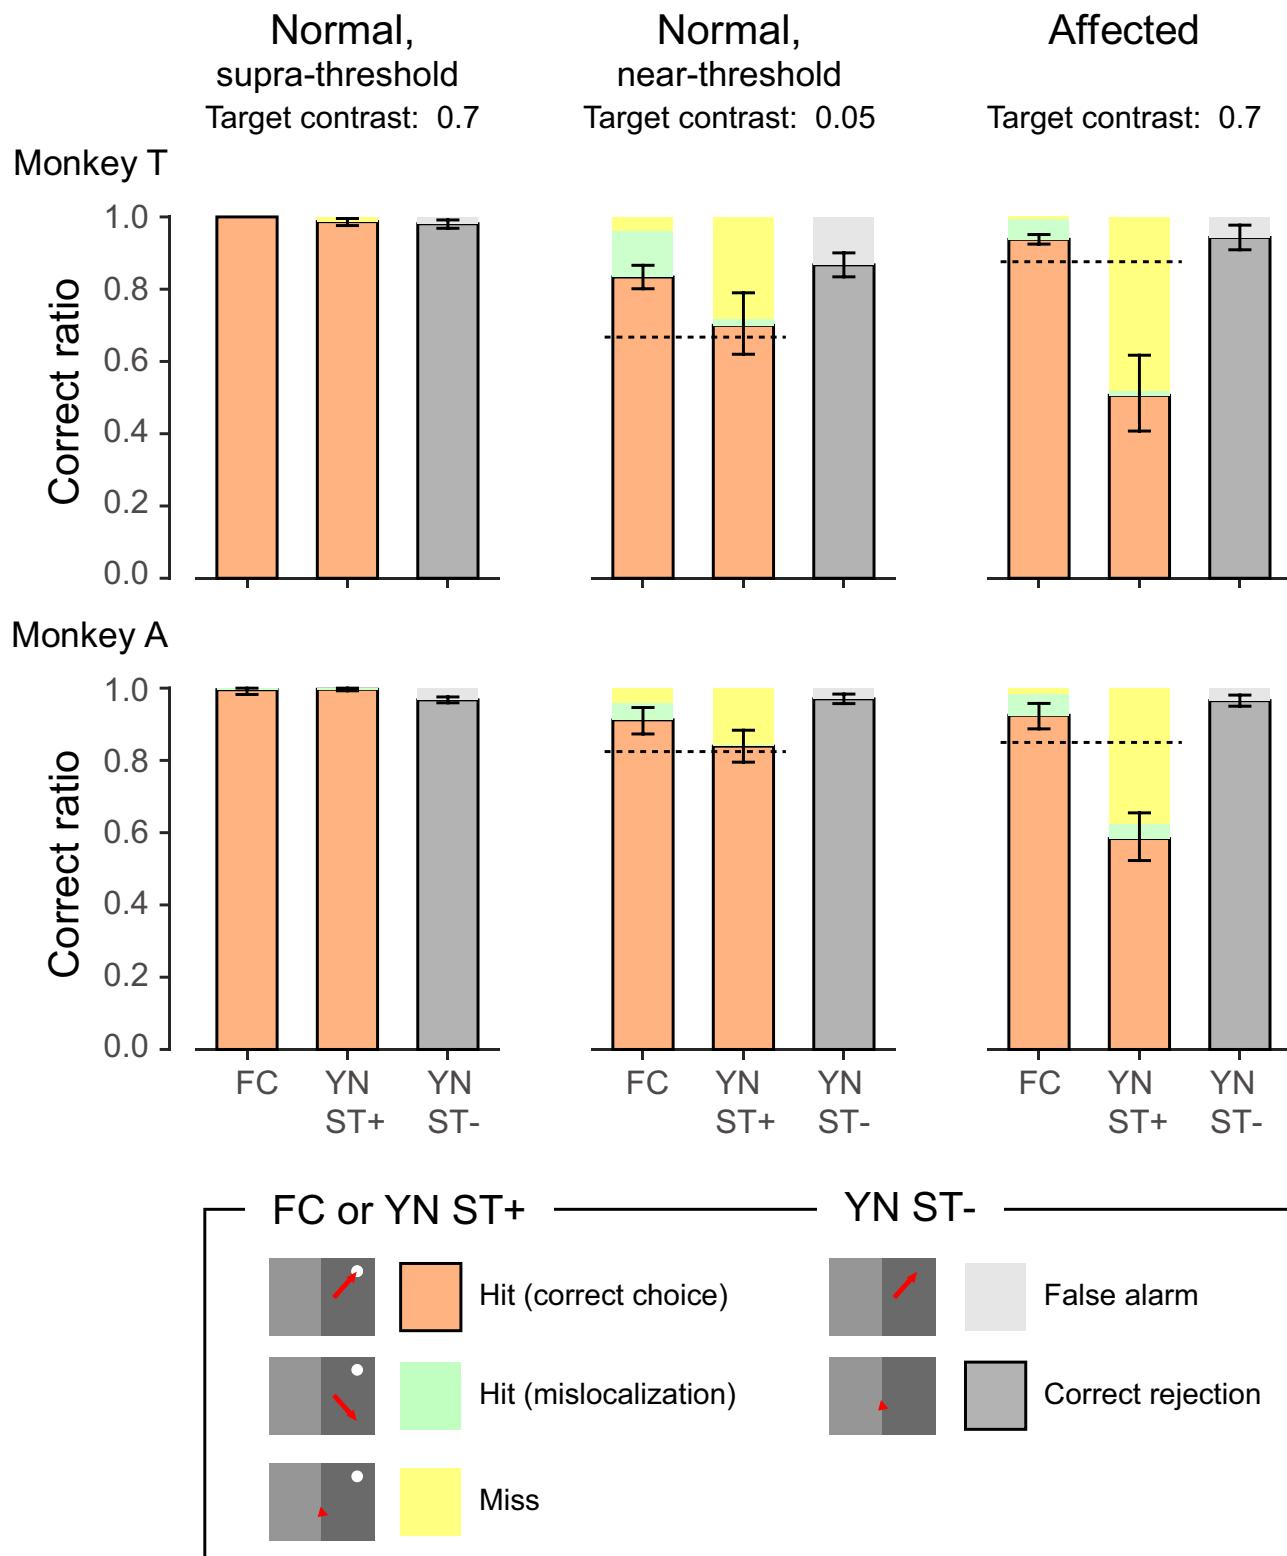 Normal,
supra-threshold
Target contrast: 0.7
Normal,
near-threshold
Target contrast: 0.05
Affected
Target contrast: 0.7
Monkey T
Correct ratio
1.0
0.8
0.6
0.4
0.2
0.0
Monkey A
Correct ratio
1.0
0.8
0.6
0.4
0.2
0.0
FC
YN
ST+
YN
ST-
FC
YN
ST+
YN
ST-
FC
YN
ST+
YN
ST-
FC or YN ST+
Hit (correct choice)
Hit (mislocalization)
Miss
YN ST-
False alarm
Correct rejection